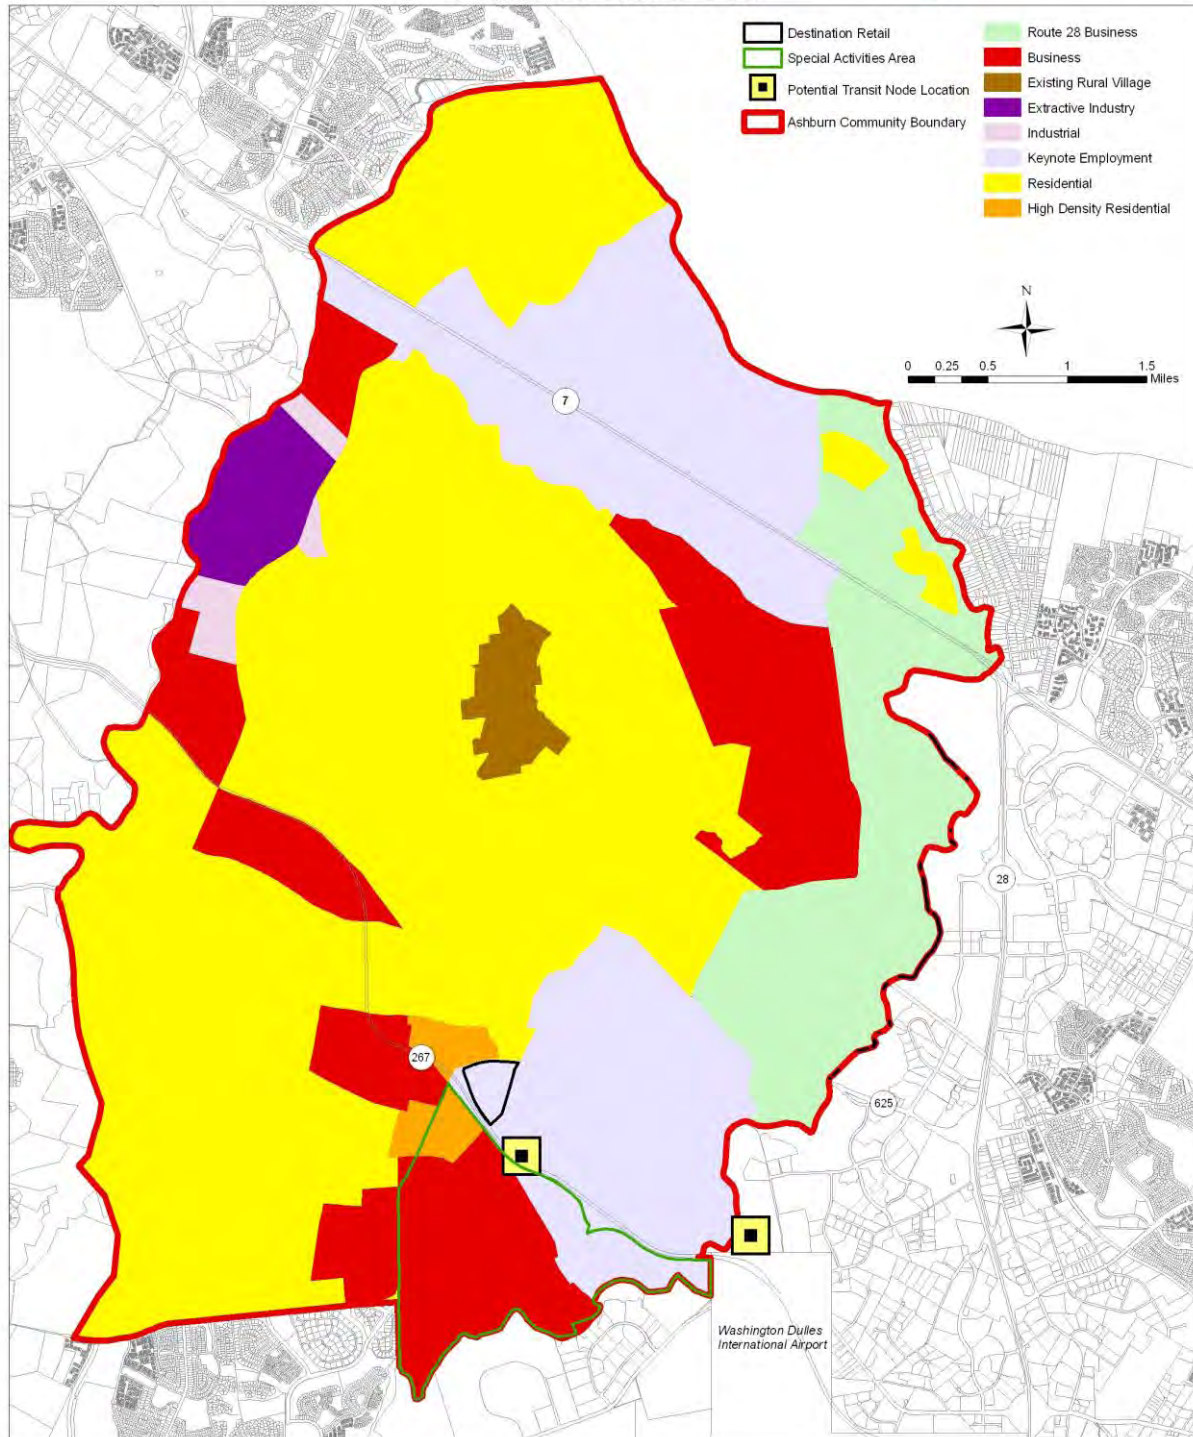 Destination Retail
Special Activities Area
Potential Transit Node Location
Ashburn Community Boundary
Route 28 Business
Business
Existing Rural Village
Extractive Industry
Industrial
Keynote Employment
Residential
High Density Residential
N
0 0.25 0.5 1 1.5
Miles
7
28
267
625
Washington Dulles
International Airport